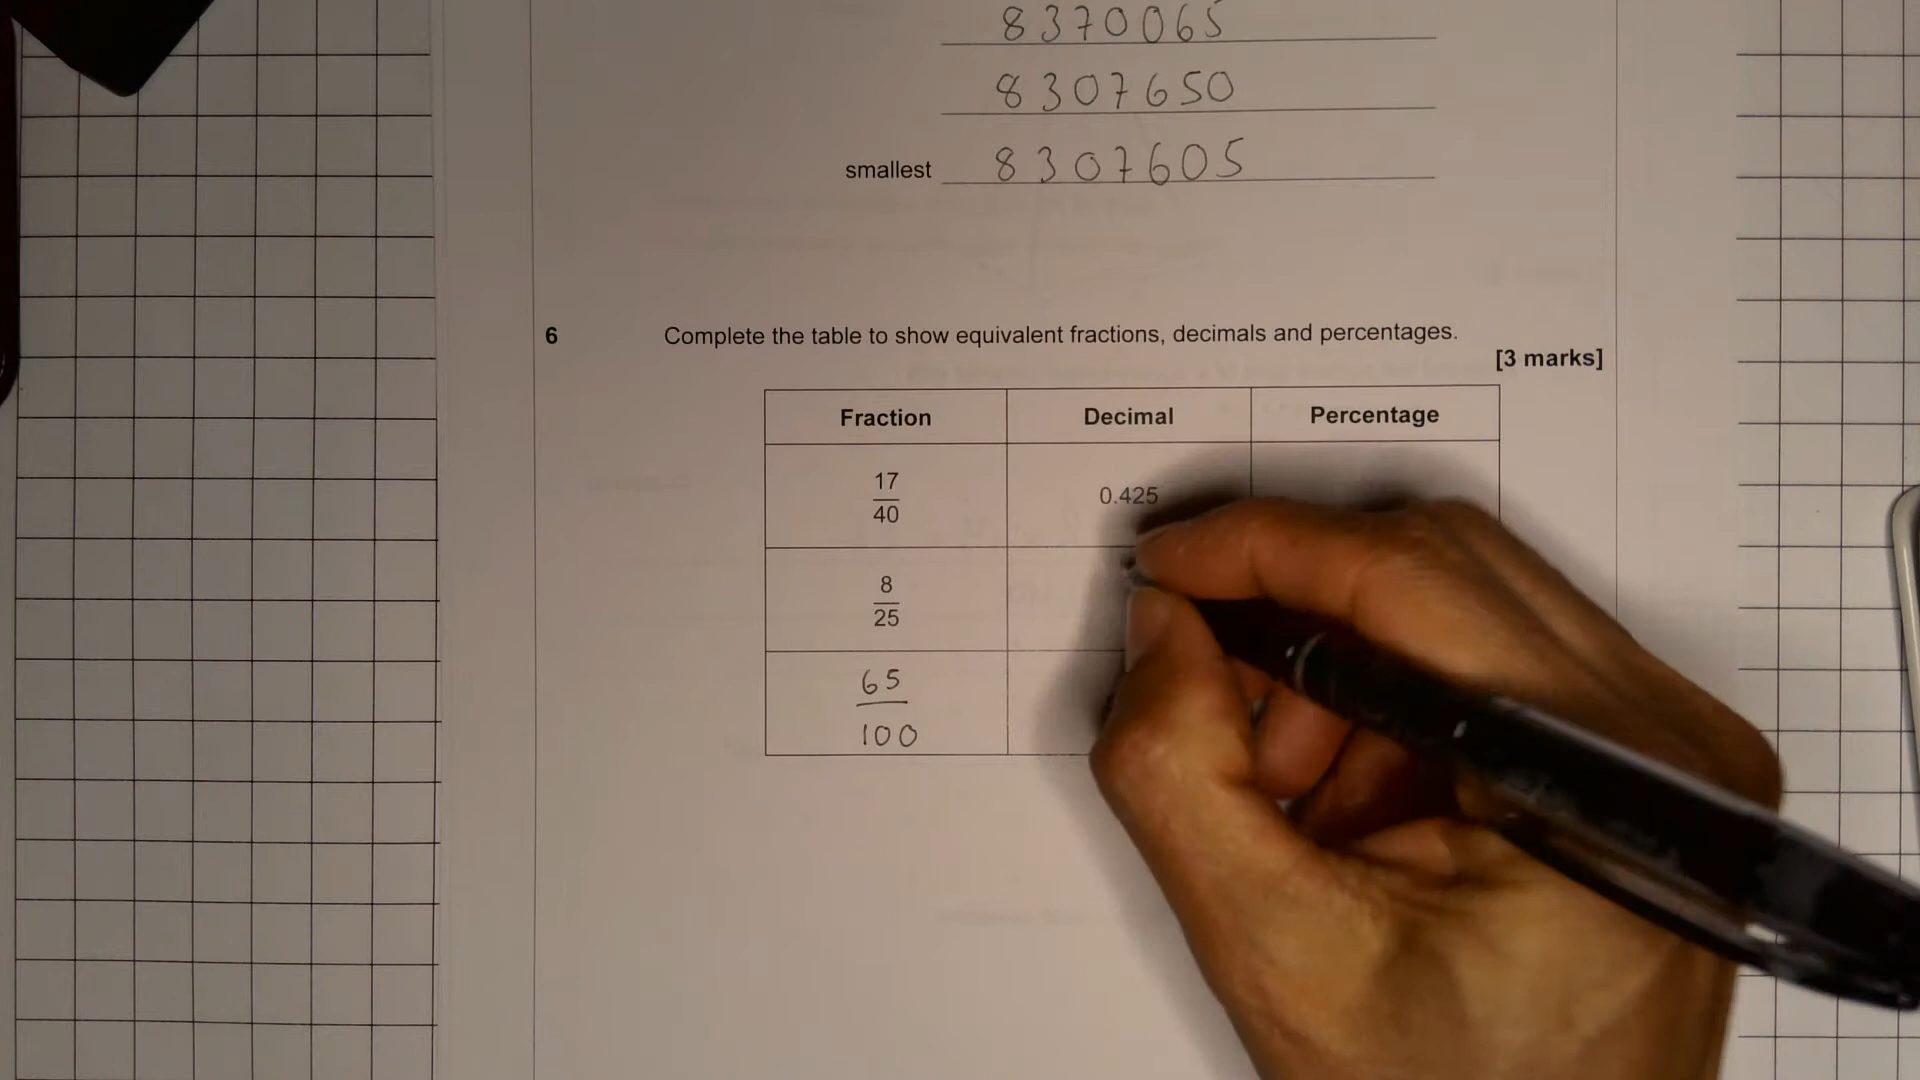 8370065
8307650
smallest 8307605
6 Complete the table to show equivalent fractions, decimals and percentages.
[3 marks]
Fraction Decimal Percentage
17
40
0.425
8
25
65
100